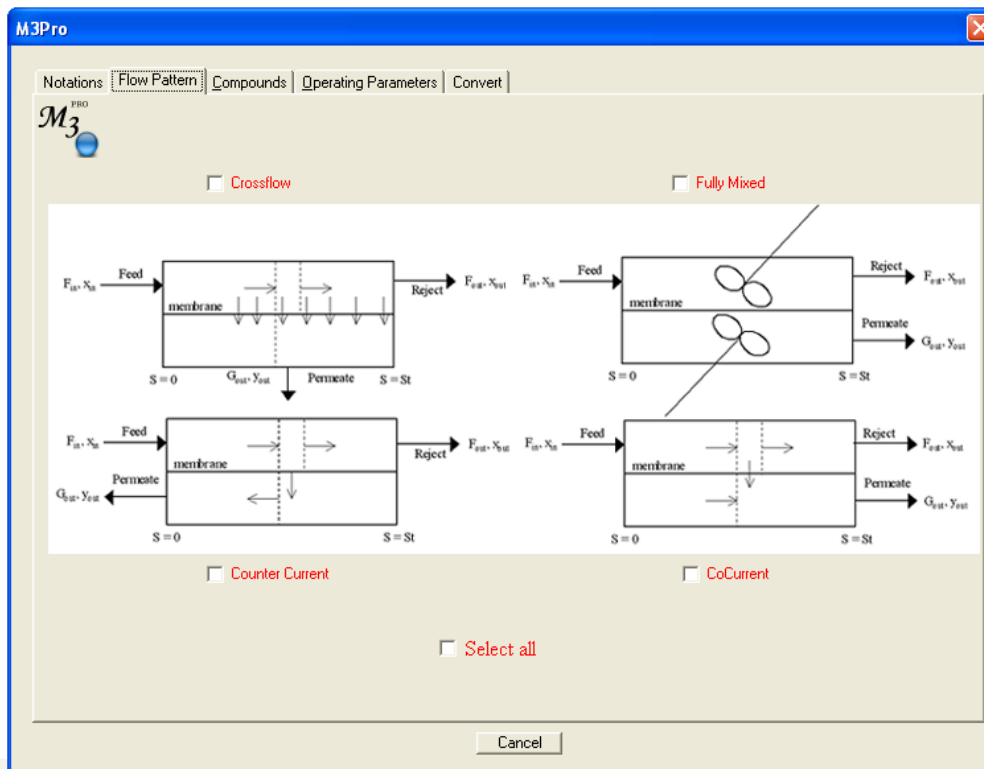 M3Pro
Notations Flow Pattern Compounds Operating Parameters Convert
M3 PRO
Crossflow
Fully Mixed
Feed
Fin, xin
Reject
Fout, xout
membrane
S = 0
Gout, yout
Permeate
S = St
Feed
Fin, xin
Reject
Fout, xout
membrane
Permeate
Gout, yout
S = 0
S = St
Feed
Fin, xin
Reject
Fout, xout
membrane
Permeate
Gout, yout
S = 0
S = St
Feed
Fin, xin
Reject
Fout, xout
membrane
Permeate
Gout, yout
S = 0
S = St
Counter Current
CoCurrent
Select all
Cancel